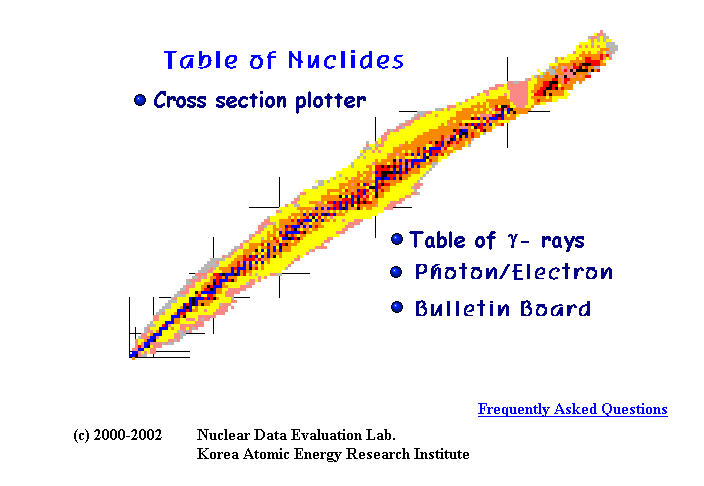 Table of Nuclides
Cross section plotter
Table of γ- rays
Photon/Electron
Bulletin Board
Frequently Asked Questions
(c) 2000-2002 Nuclear Data Evaluation Lab.
Korea Atomic Energy Research Institute